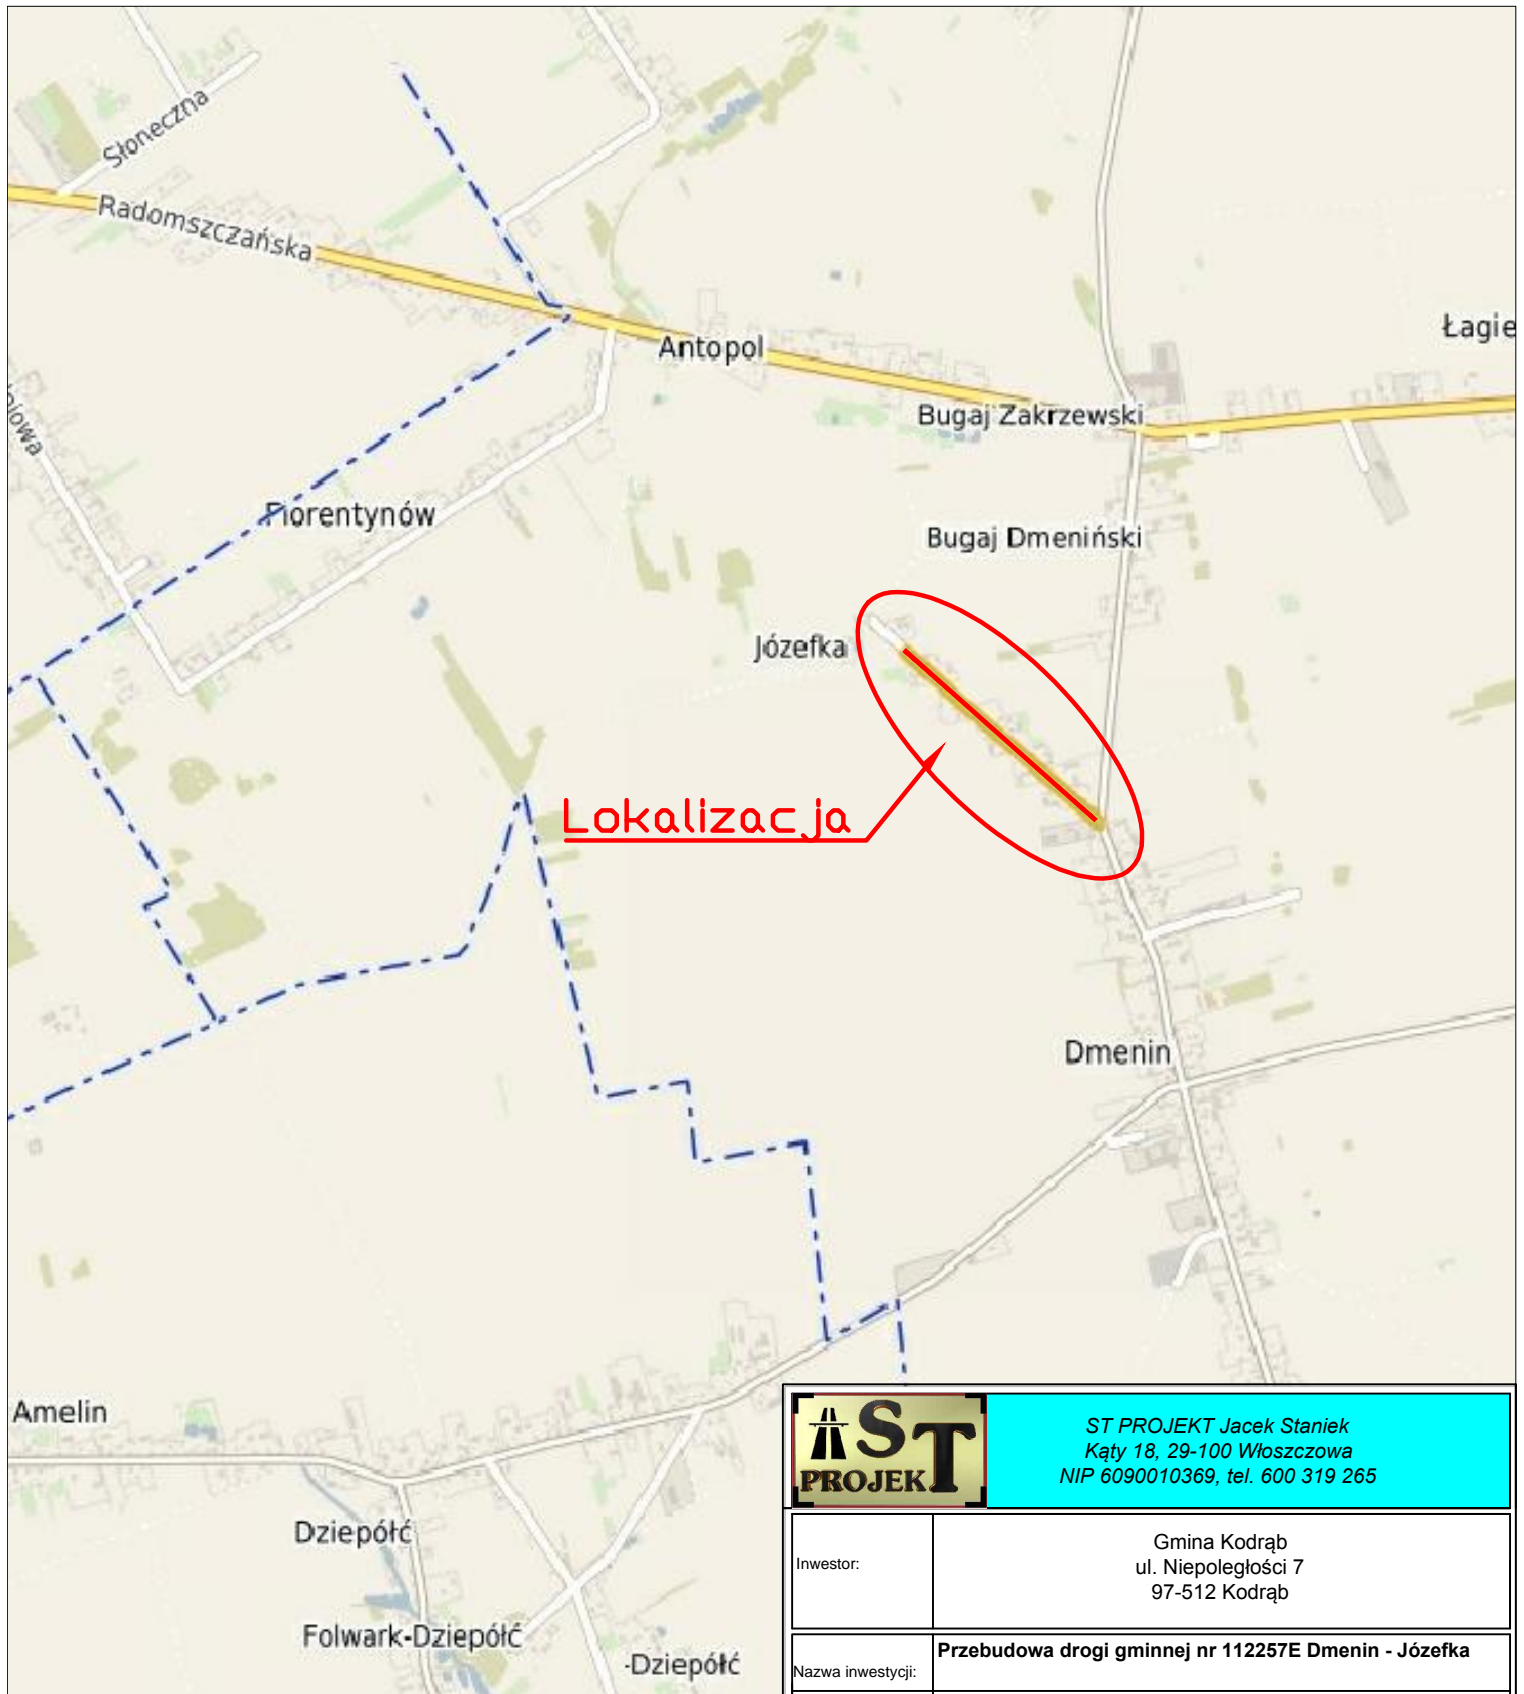 Słoneczna
Radomszczańska
Antopol
Łagie
Bugaj Zakrzewski
Florentynów
Bugaj Dmeniński
Józefka
Lokalizacja
Dmenin
Amelin
Dziepółć
Folwark-Dziepółć
-Dziepółć
ST PROJEKT
ST PROJEKT Jacek Staniek
Kąty 18, 29-100 Włoszczowa
NIP 6090010369, tel. 600 319 265
Inwestor:
Gmina Kodrąb
ul. Niepoległości 7
97-512 Kodrąb
Nazwa inwestycji:
Przebudowa drogi gminnej nr 112257E Dmenin - Józefka